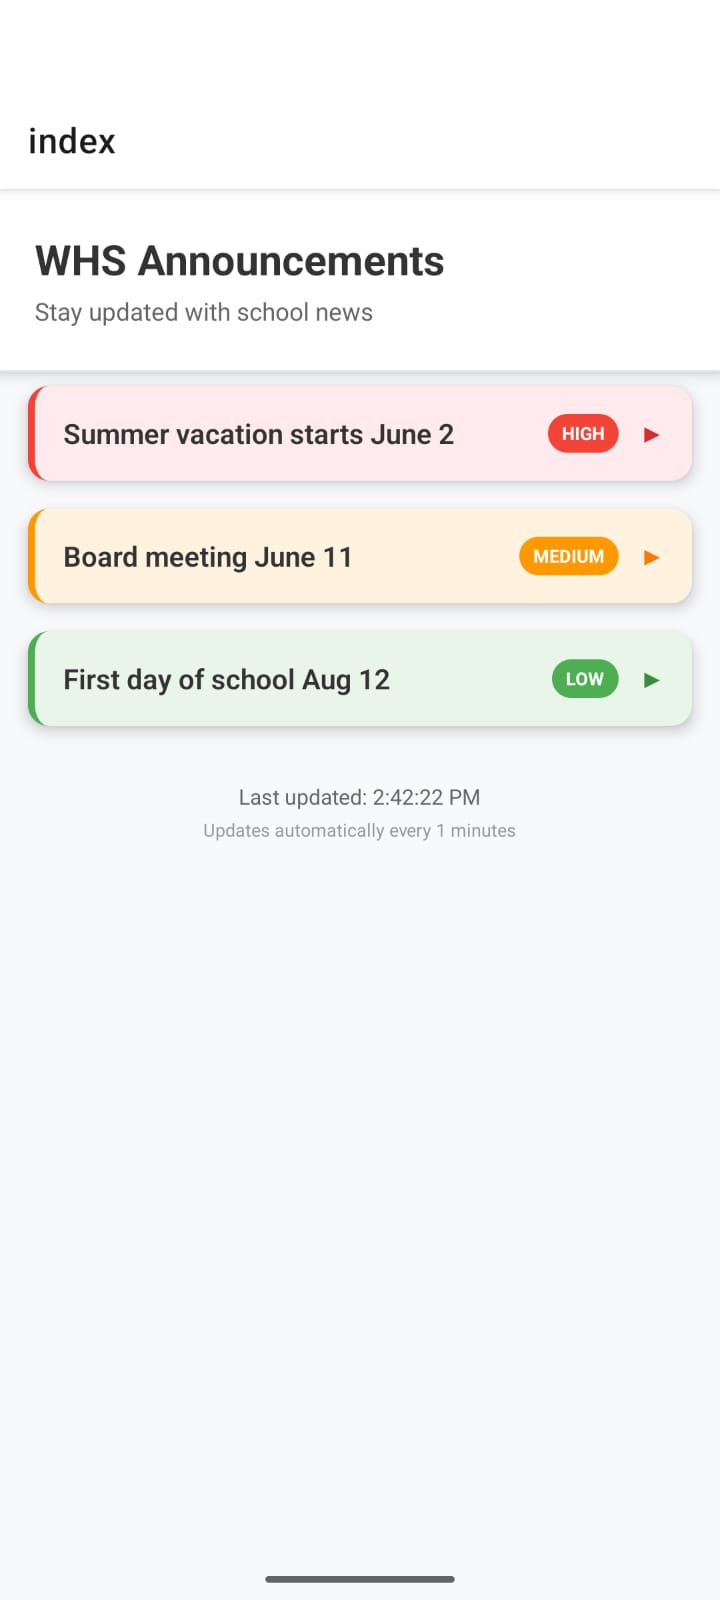 index
WHS Announcements
Stay updated with school news
Summer vacation starts June 2 HIGH ▶
Board meeting June 11 MEDIUM ▶
First day of school Aug 12 LOW ▶
Last updated: 2:42:22 PM
Updates automatically every 1 minutes